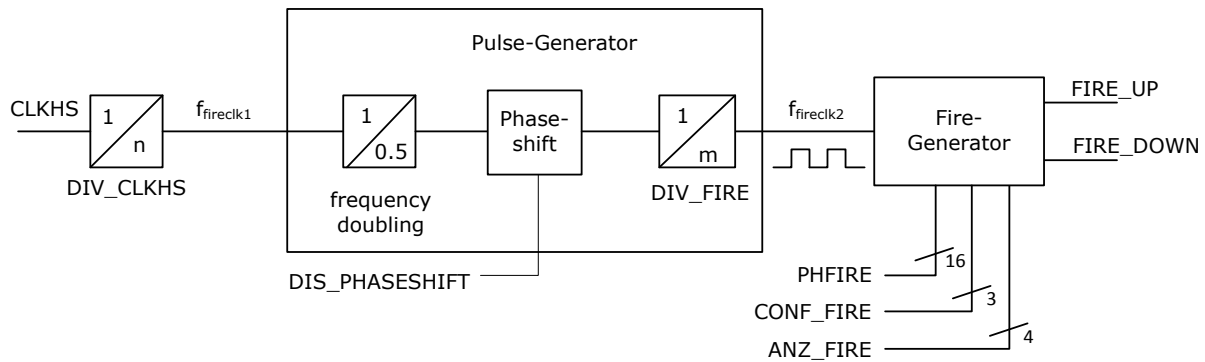 Pulse-Generator
CLKHS
1
n
DIV_CLKHS
ffireclk1
1
0.5
frequency
doubling
Phase-
shift
DIS_PHASESHIFT
1
m
DIV_FIRE
ffireclk2
Fire-
Generator
FIRE_UP
FIRE_DOWN
PHFIRE
16
CONF_FIRE
3
ANZ_FIRE
4